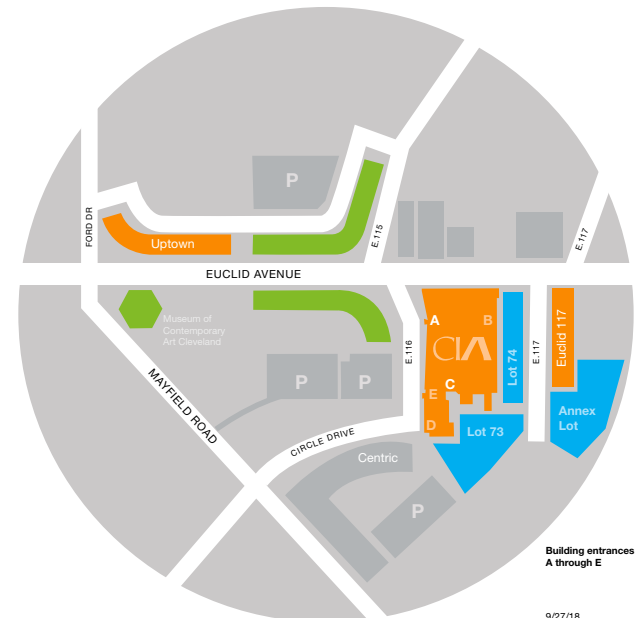 P
FORD DR
Uptown
E.115
E.117
EUCLID AVENUE
Museum of
Contemporary
Art Cleveland
A
B
CIA
E.116
Lot 74
E.117
Euclid 117
P
P
C
E
D
MAYFIELD ROAD
CIRCLE DRIVE
Lot 73
Annex
Lot
Centric
P
Building entrances
A through E
9/27/18